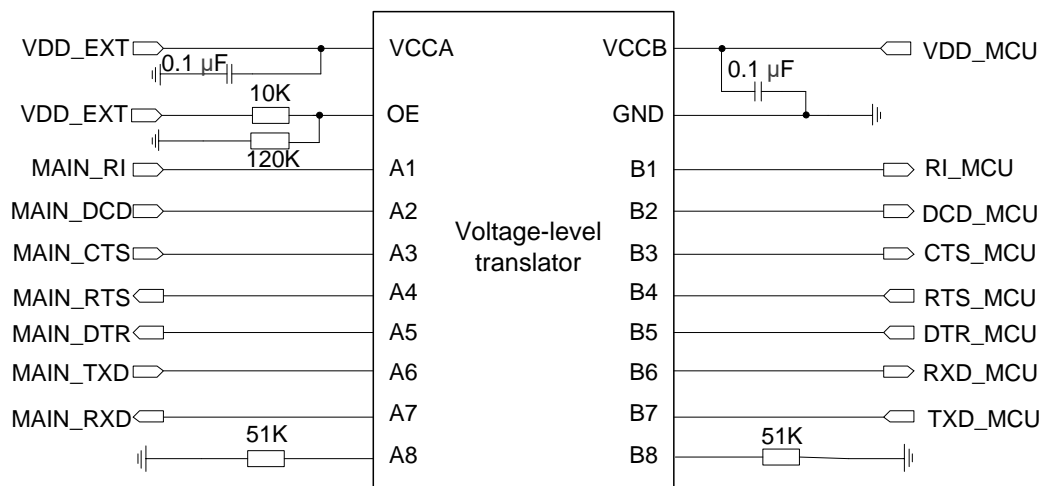 VDD_EXT
VCCA
VCCB
VDD_MCU
0.1 µF
0.1 µF
10K
VDD_EXT
OE
GND
120K
MAIN_RI
A1
B1
RI_MCU
MAIN_DCD
A2
B2
DCD_MCU
Voltage-level
translator
MAIN_CTS
A3
B3
CTS_MCU
MAIN_RTS
A4
B4
RTS_MCU
MAIN_DTR
A5
B5
DTR_MCU
MAIN_TXD
A6
B6
RXD_MCU
MAIN_RXD
A7
B7
TXD_MCU
51K
A8
B8
51K